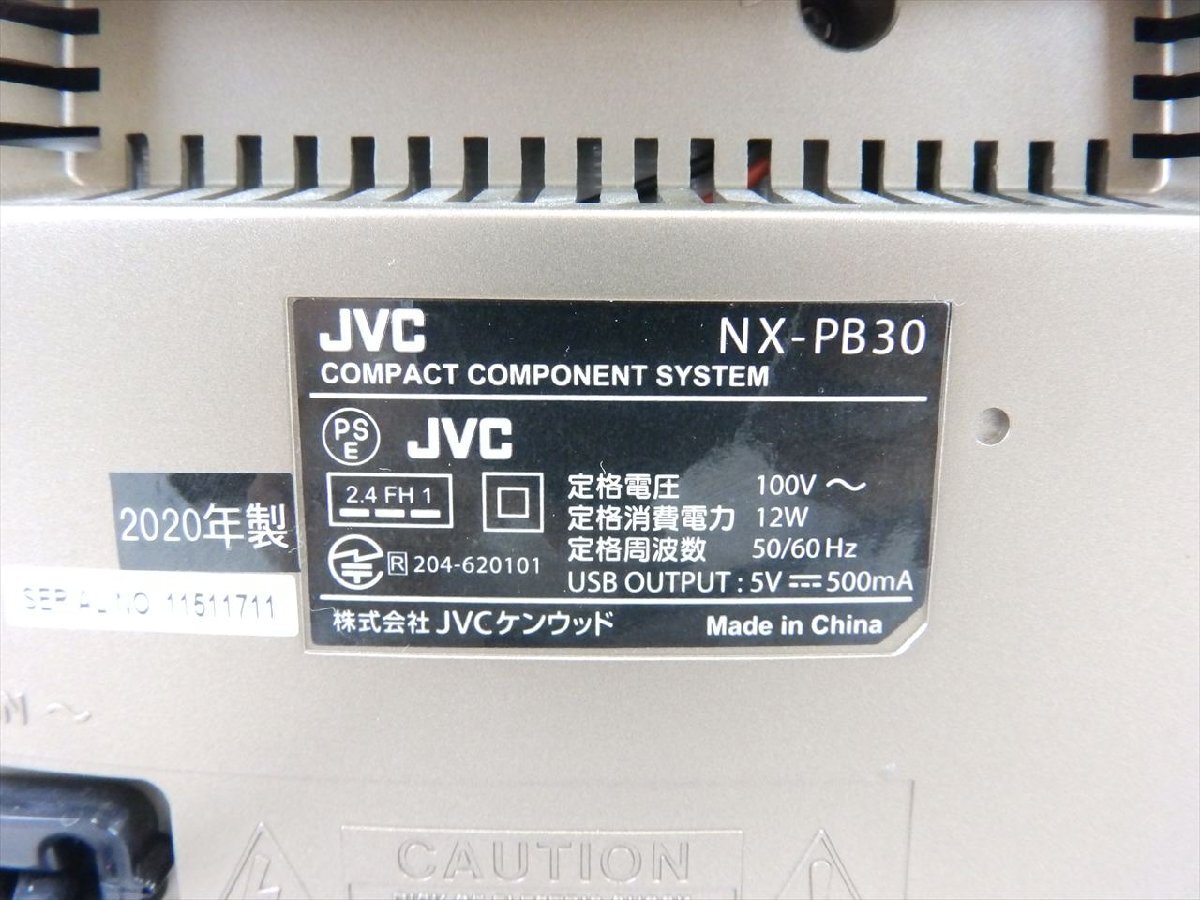 JVC NX-PB30
COMPACT COMPONENT SYSTEM
PS E JVC
2.4 FH 1
定格電圧 100V ～
定格消費電力 12W
定格周波数 50/60 Hz
USB OUTPUT : 5V ⎓ 500mA
R 204-620101
株式会社 JVCケンウッド Made in China
2020年製
SERIAL NO 11511711
CAUTION